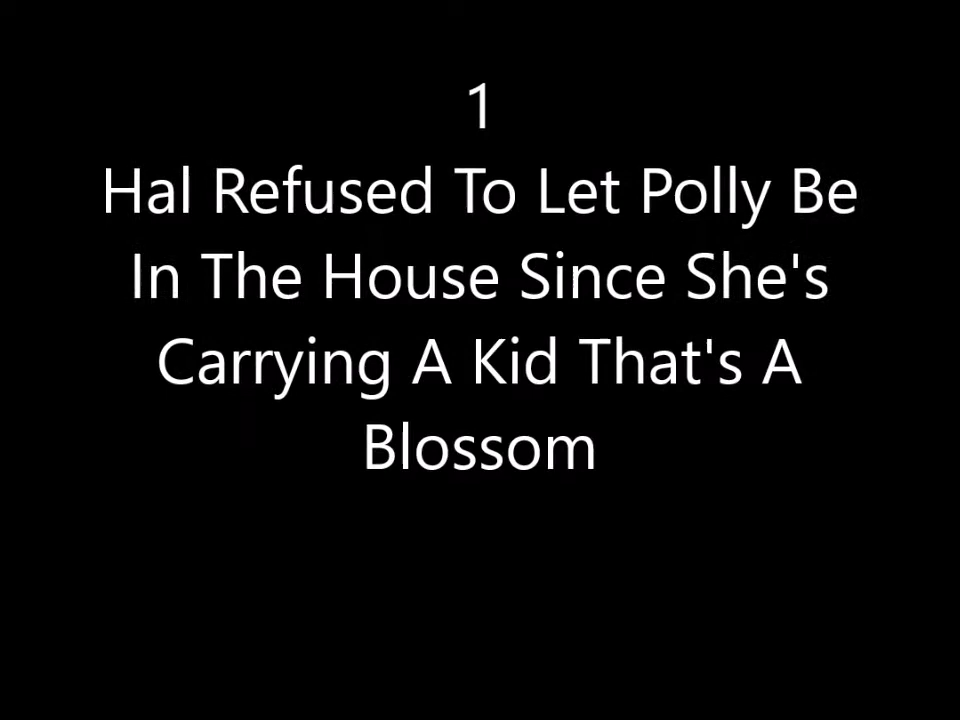 1
Hal Refused To Let Polly Be
In The House Since She's
Carrying A Kid That's A
Blossom